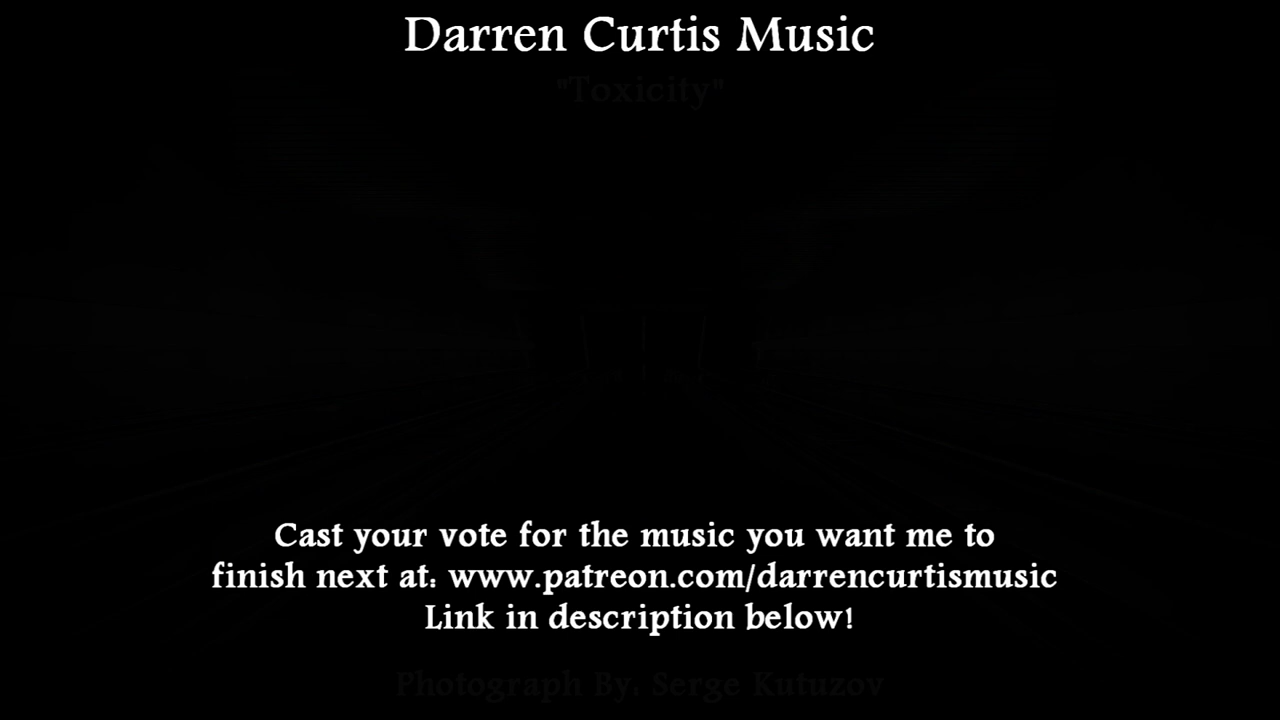 Darren Curtis Music
"Toxicity"
Cast your vote for the music you want me to
finish next at: www.patreon.com/darrencurtismusic
Link in description below!
Photograph By: Serge Kutuzov